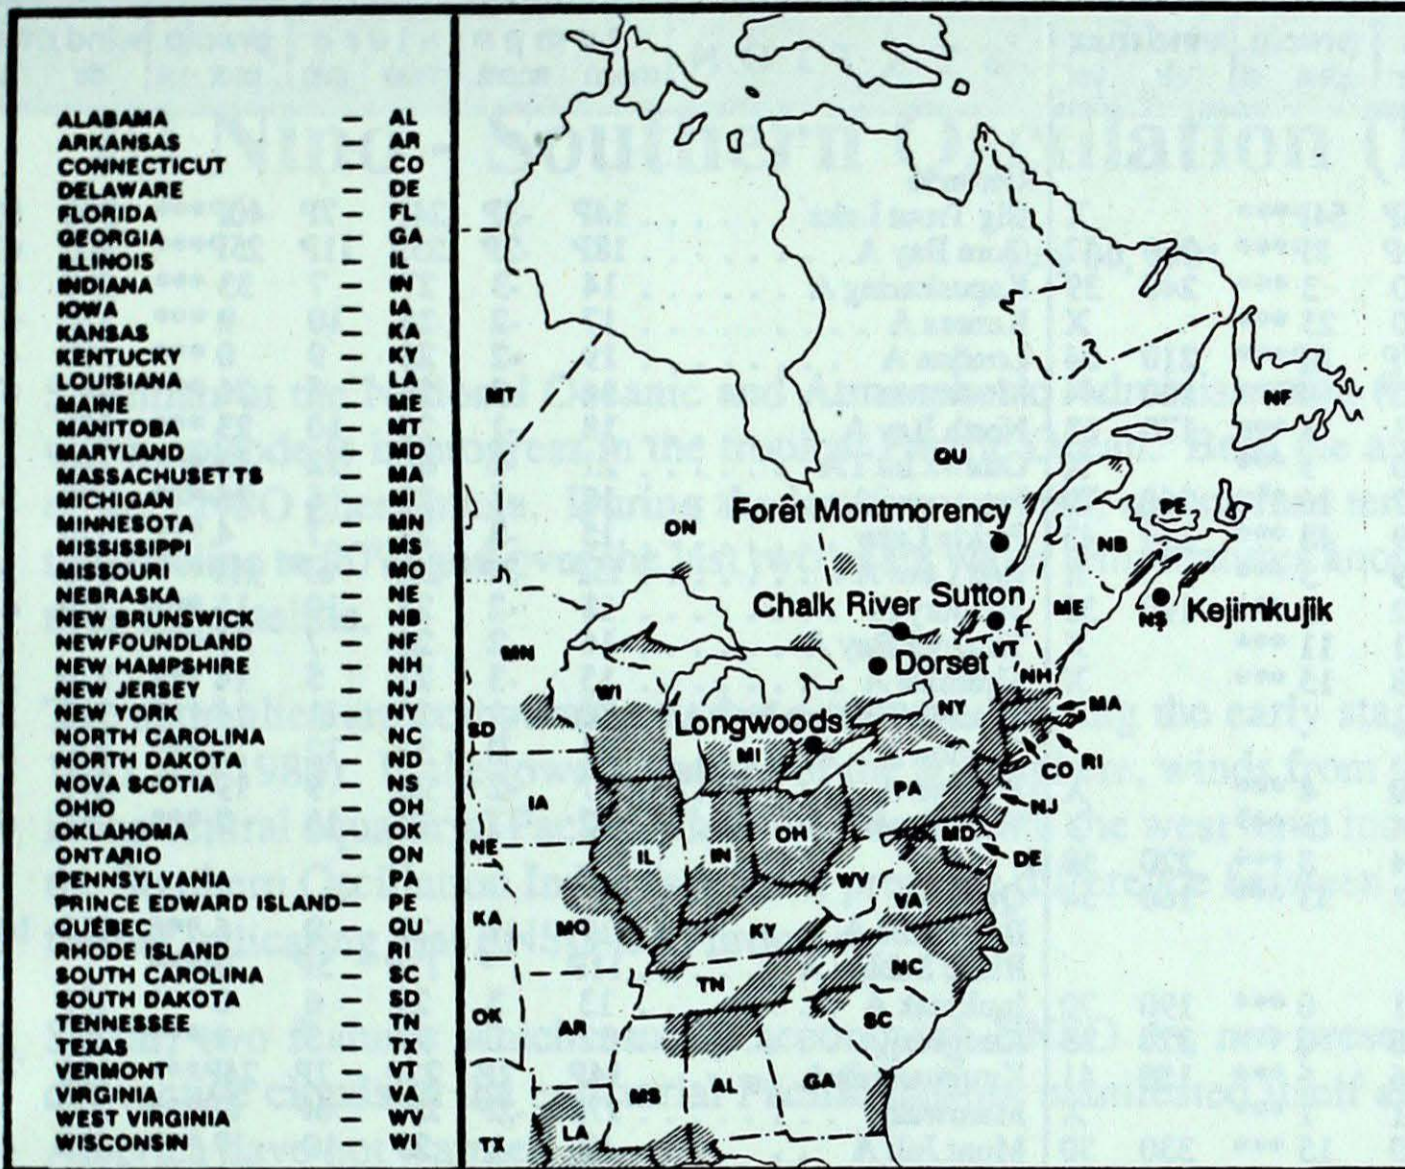 ALABAMA — AL
ARKANSAS — AR
CONNECTICUT — CO
DELAWARE — DE
FLORIDA — FL
GEORGIA — GA
ILLINOIS — IL
INDIANA — IN
IOWA — IA
KANSAS — KA
KENTUCKY — KY
LOUISIANA — LA
MAINE — ME
MANITOBA — MT
MARYLAND — MD
MASSACHUSETTS — MA
MICHIGAN — MI
MINNESOTA — MN
MISSISSIPPI — MS
MISSOURI — MO
NEBRASKA — NE
NEW BRUNSWICK — NB
NEWFOUNDLAND — NF
NEW HAMPSHIRE — NH
NEW JERSEY — NJ
NEW YORK — NY
NORTH CAROLINA — NC
NORTH DAKOTA — ND
NOVA SCOTIA — NS
OHIO — OH
OKLAHOMA — OK
ONTARIO — ON
PENNSYLVANIA — PA
PRINCE EDWARD ISLAND— PE
QUÉBEC — QU
RHODE ISLAND — RI
SOUTH CAROLINA — SC
SOUTH DAKOTA — SD
TENNESSEE — TN
TEXAS — TX
VERMONT — VT
VIRGINIA — VA
WEST VIRGINIA — WV
WISCONSIN — WI
MT
NF
QU
ON
Forêt Montmorency
PE
NB
Chalk River
Sutton
ME
NS
Kejimkujik
MN
Dorset
VT
NH
WI
NY
MA
SD
Longwoods
MI
RI
CO
IA
PA
NJ
NE
IL
IN
OH
MD
DE
WV
VA
KA
MO
KY
NC
TN
OK
AR
SC
MS
AL
GA
TX
LA